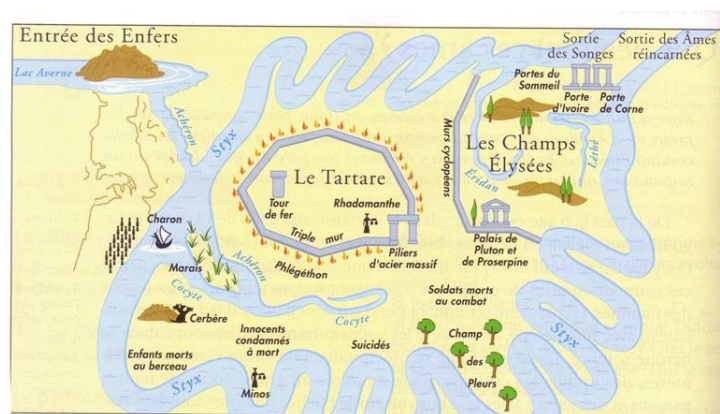 Entrée des Enfers
Sortie
des Songes
Sortie des Âmes
réincarnées
Lac Averne
Portes du
Sommeil
Porte
d'Ivoire
Porte
de Corne
Achéron
Styx
Murs cyclopéens
Les Champs
Élysées
Léthé
Éridan
Le Tartare
Tour
de fer
Rhadamanthe
Triple mur
Piliers
d'acier massif
Phlégéthon
Palais de
Pluton et
de Proserpine
Charon
Marais
Achéron
Cocyte
Cocyte
Cerbère
Soldats morts
au combat
Innocents
condamnés
à mort
Suicidés
Champ
des
Pleurs
Enfants morts
au berceau
Styx
Minos
Styx